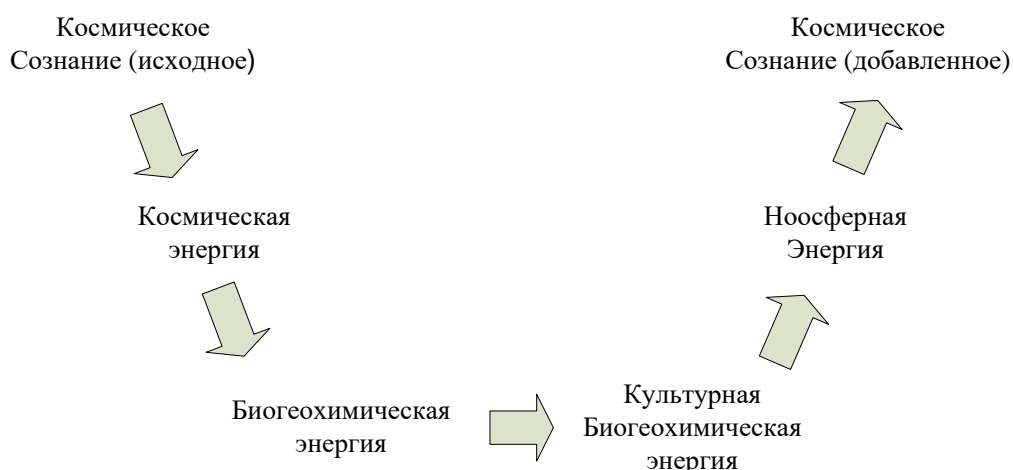 Космическое
Сознание (исходное)
Космическая
энергия
Биогеохимическая
энергия
Культурная
Биогеохимическая
энергия
Ноосферная
Энергия
Космическое
Сознание (добавленное)